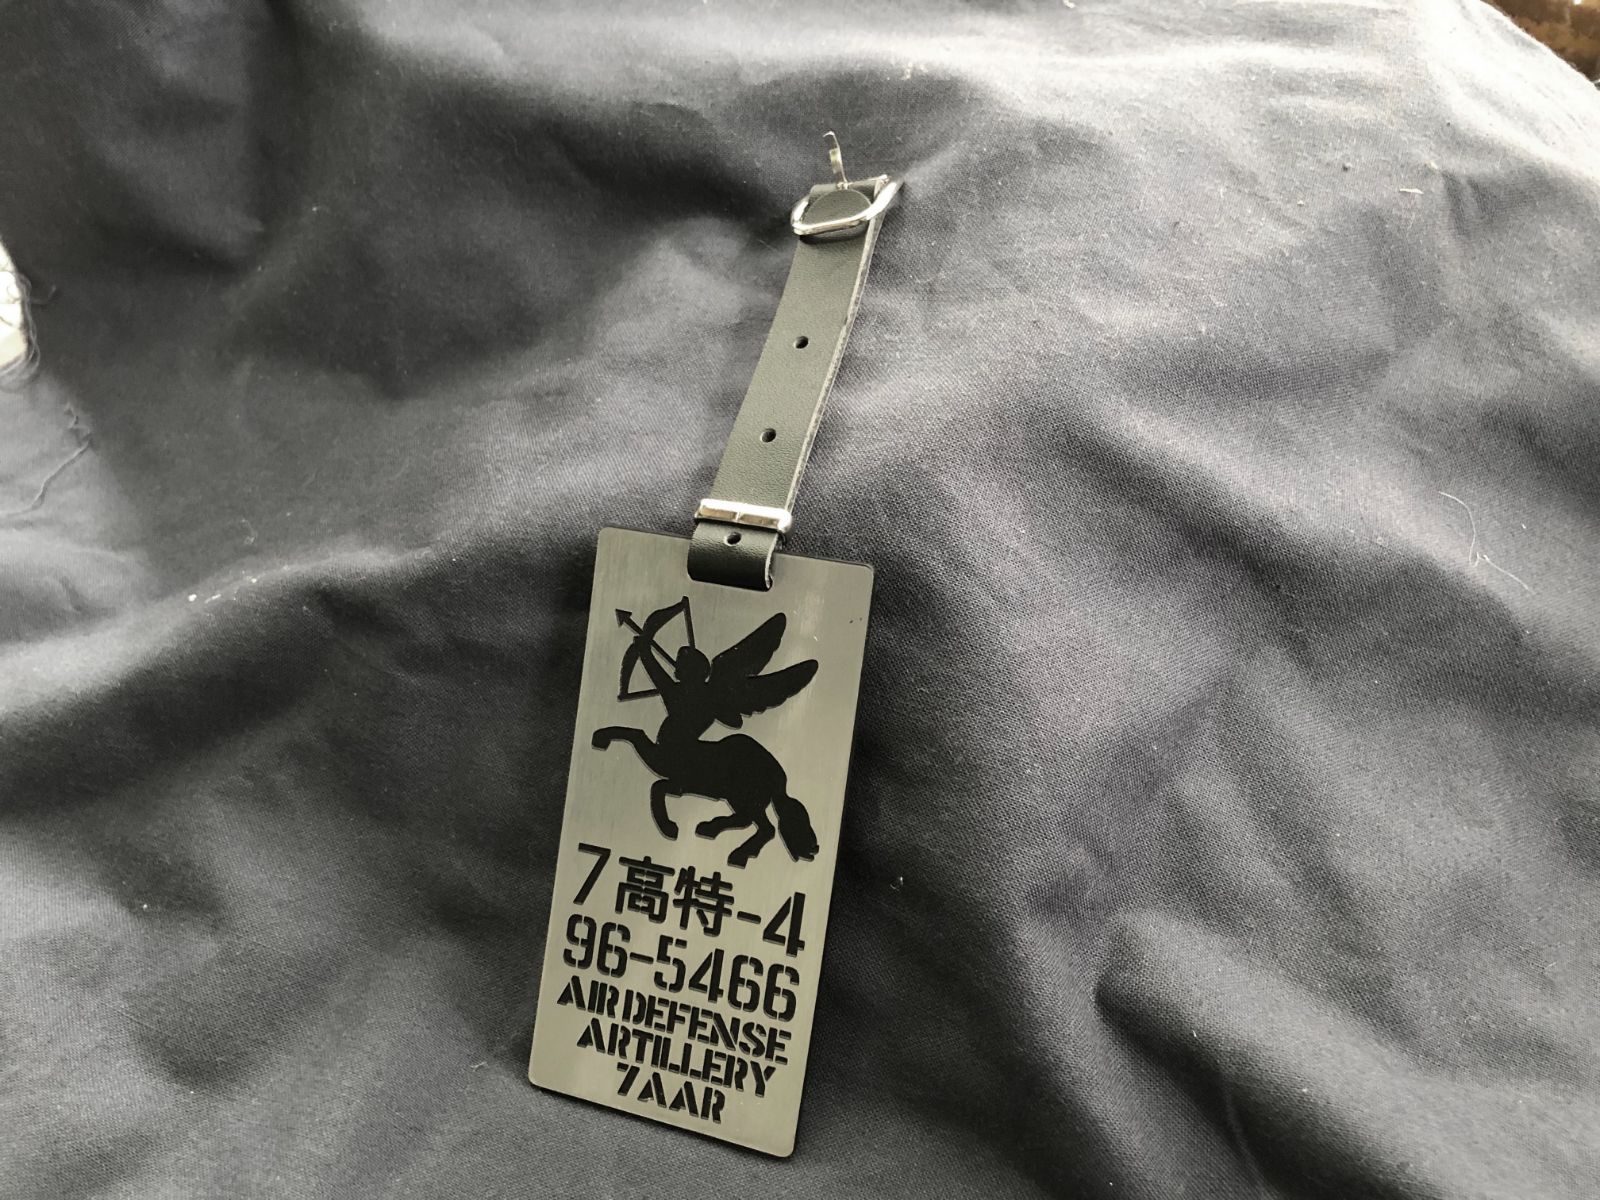 7高特-4
96-5466
AIR DEFENSE
ARTILLERY
7AAR